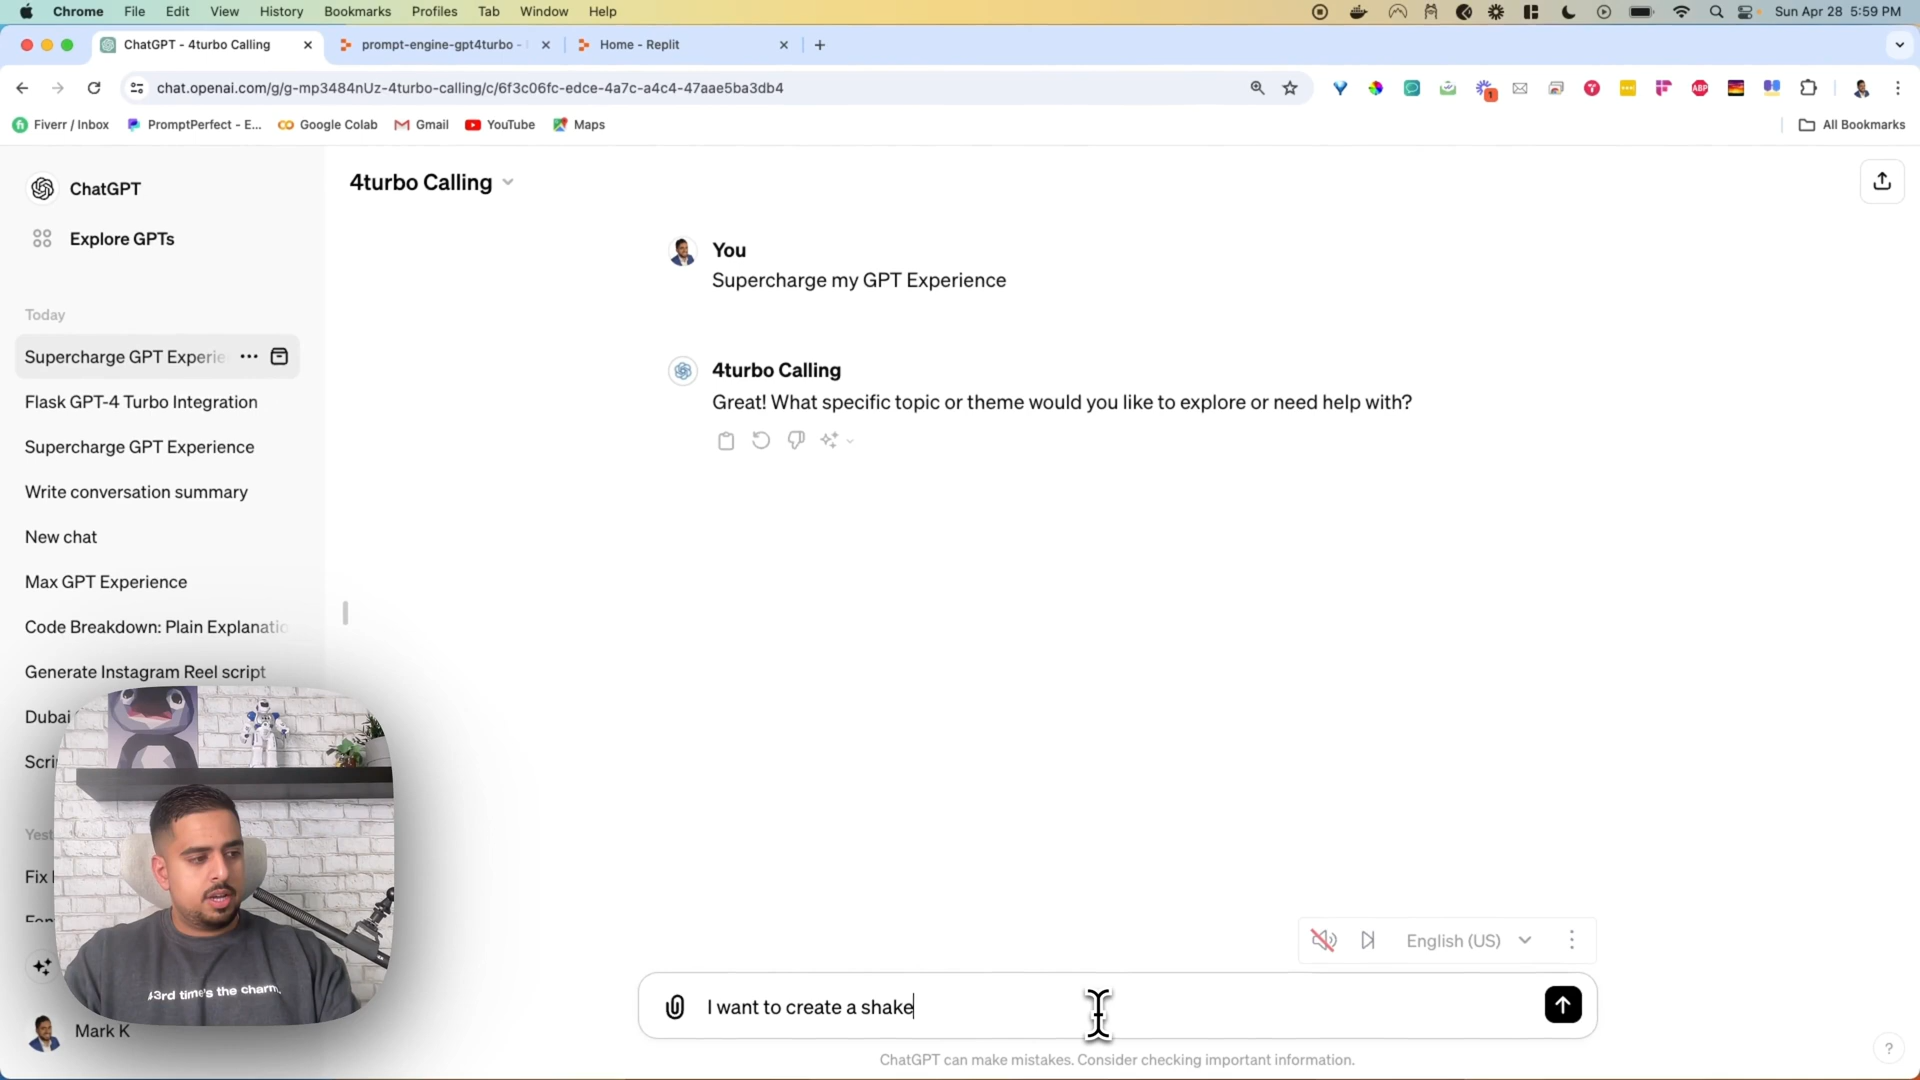 Chrome File Edit View History Bookmarks Profiles Tab Window Help Sun Apr 28 5:59 PM
ChatGPT - 4turbo Calling prompt-engine-gpt4turbo - Home - Replit
chat.openai.com/g/g-mp3484nUz-4turbo-calling/c/6f3c06fc-edce-4a7c-a4c4-47aae5ba3db4
1 ABP
Fiverr / Inbox PromptPerfect - E... Google Colab Gmail YouTube Maps All Bookmarks
ChatGPT
Explore GPTs
Today
Supercharge GPT Experie
Flask GPT-4 Turbo Integration
Supercharge GPT Experience
Write conversation summary
New chat
Max GPT Experience
Code Breakdown: Plain Explanatio
Generate Instagram Reel script
Dubai
Scri
Yest
Fix
Mark K
4turbo Calling
You
Supercharge my GPT Experience
4turbo Calling
Great! What specific topic or theme would you like to explore or need help with?
English (US)
I want to create a shake
ChatGPT can make mistakes. Consider checking important information.
?
time's the charm.